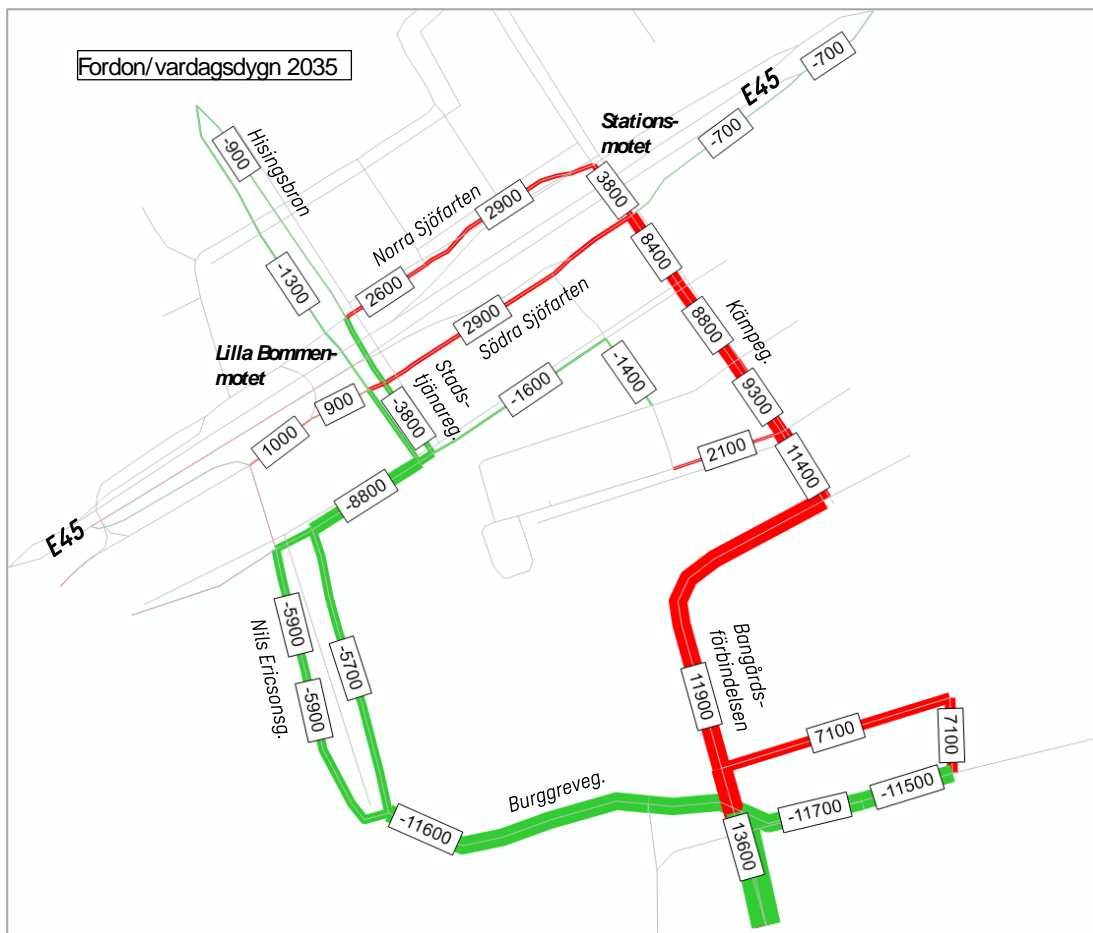 Fordon/vardagsdygn 2035
-700
E45
-700
Stations-
motet
Hisingsbron
-900
3800
2900
Norra Sjöfarten
8400
-1300
2600
2900
Södra Sjöfarten
8800
Kämpeg.
Lilla Bommen-
motet
Stads-
tjänareg.
-1600
-1400
900
-3800
9300
1000
2100
11400
-8800
E45
-5900
Nils Ericsonsg.
-5700
-5900
Bangårds-
förbindelsen
11900
7100
7100
Burggreveg.
-11500
-11700
-11600
13600